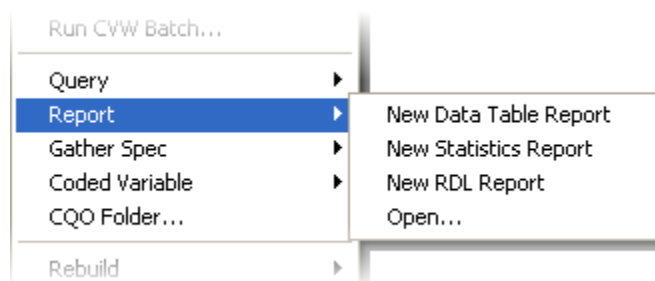 Run CVW Batch...
Query
Report
Gather Spec
Coded Variable
CQO Folder...
Rebuild
New Data Table Report
New Statistics Report
New RDL Report
Open...